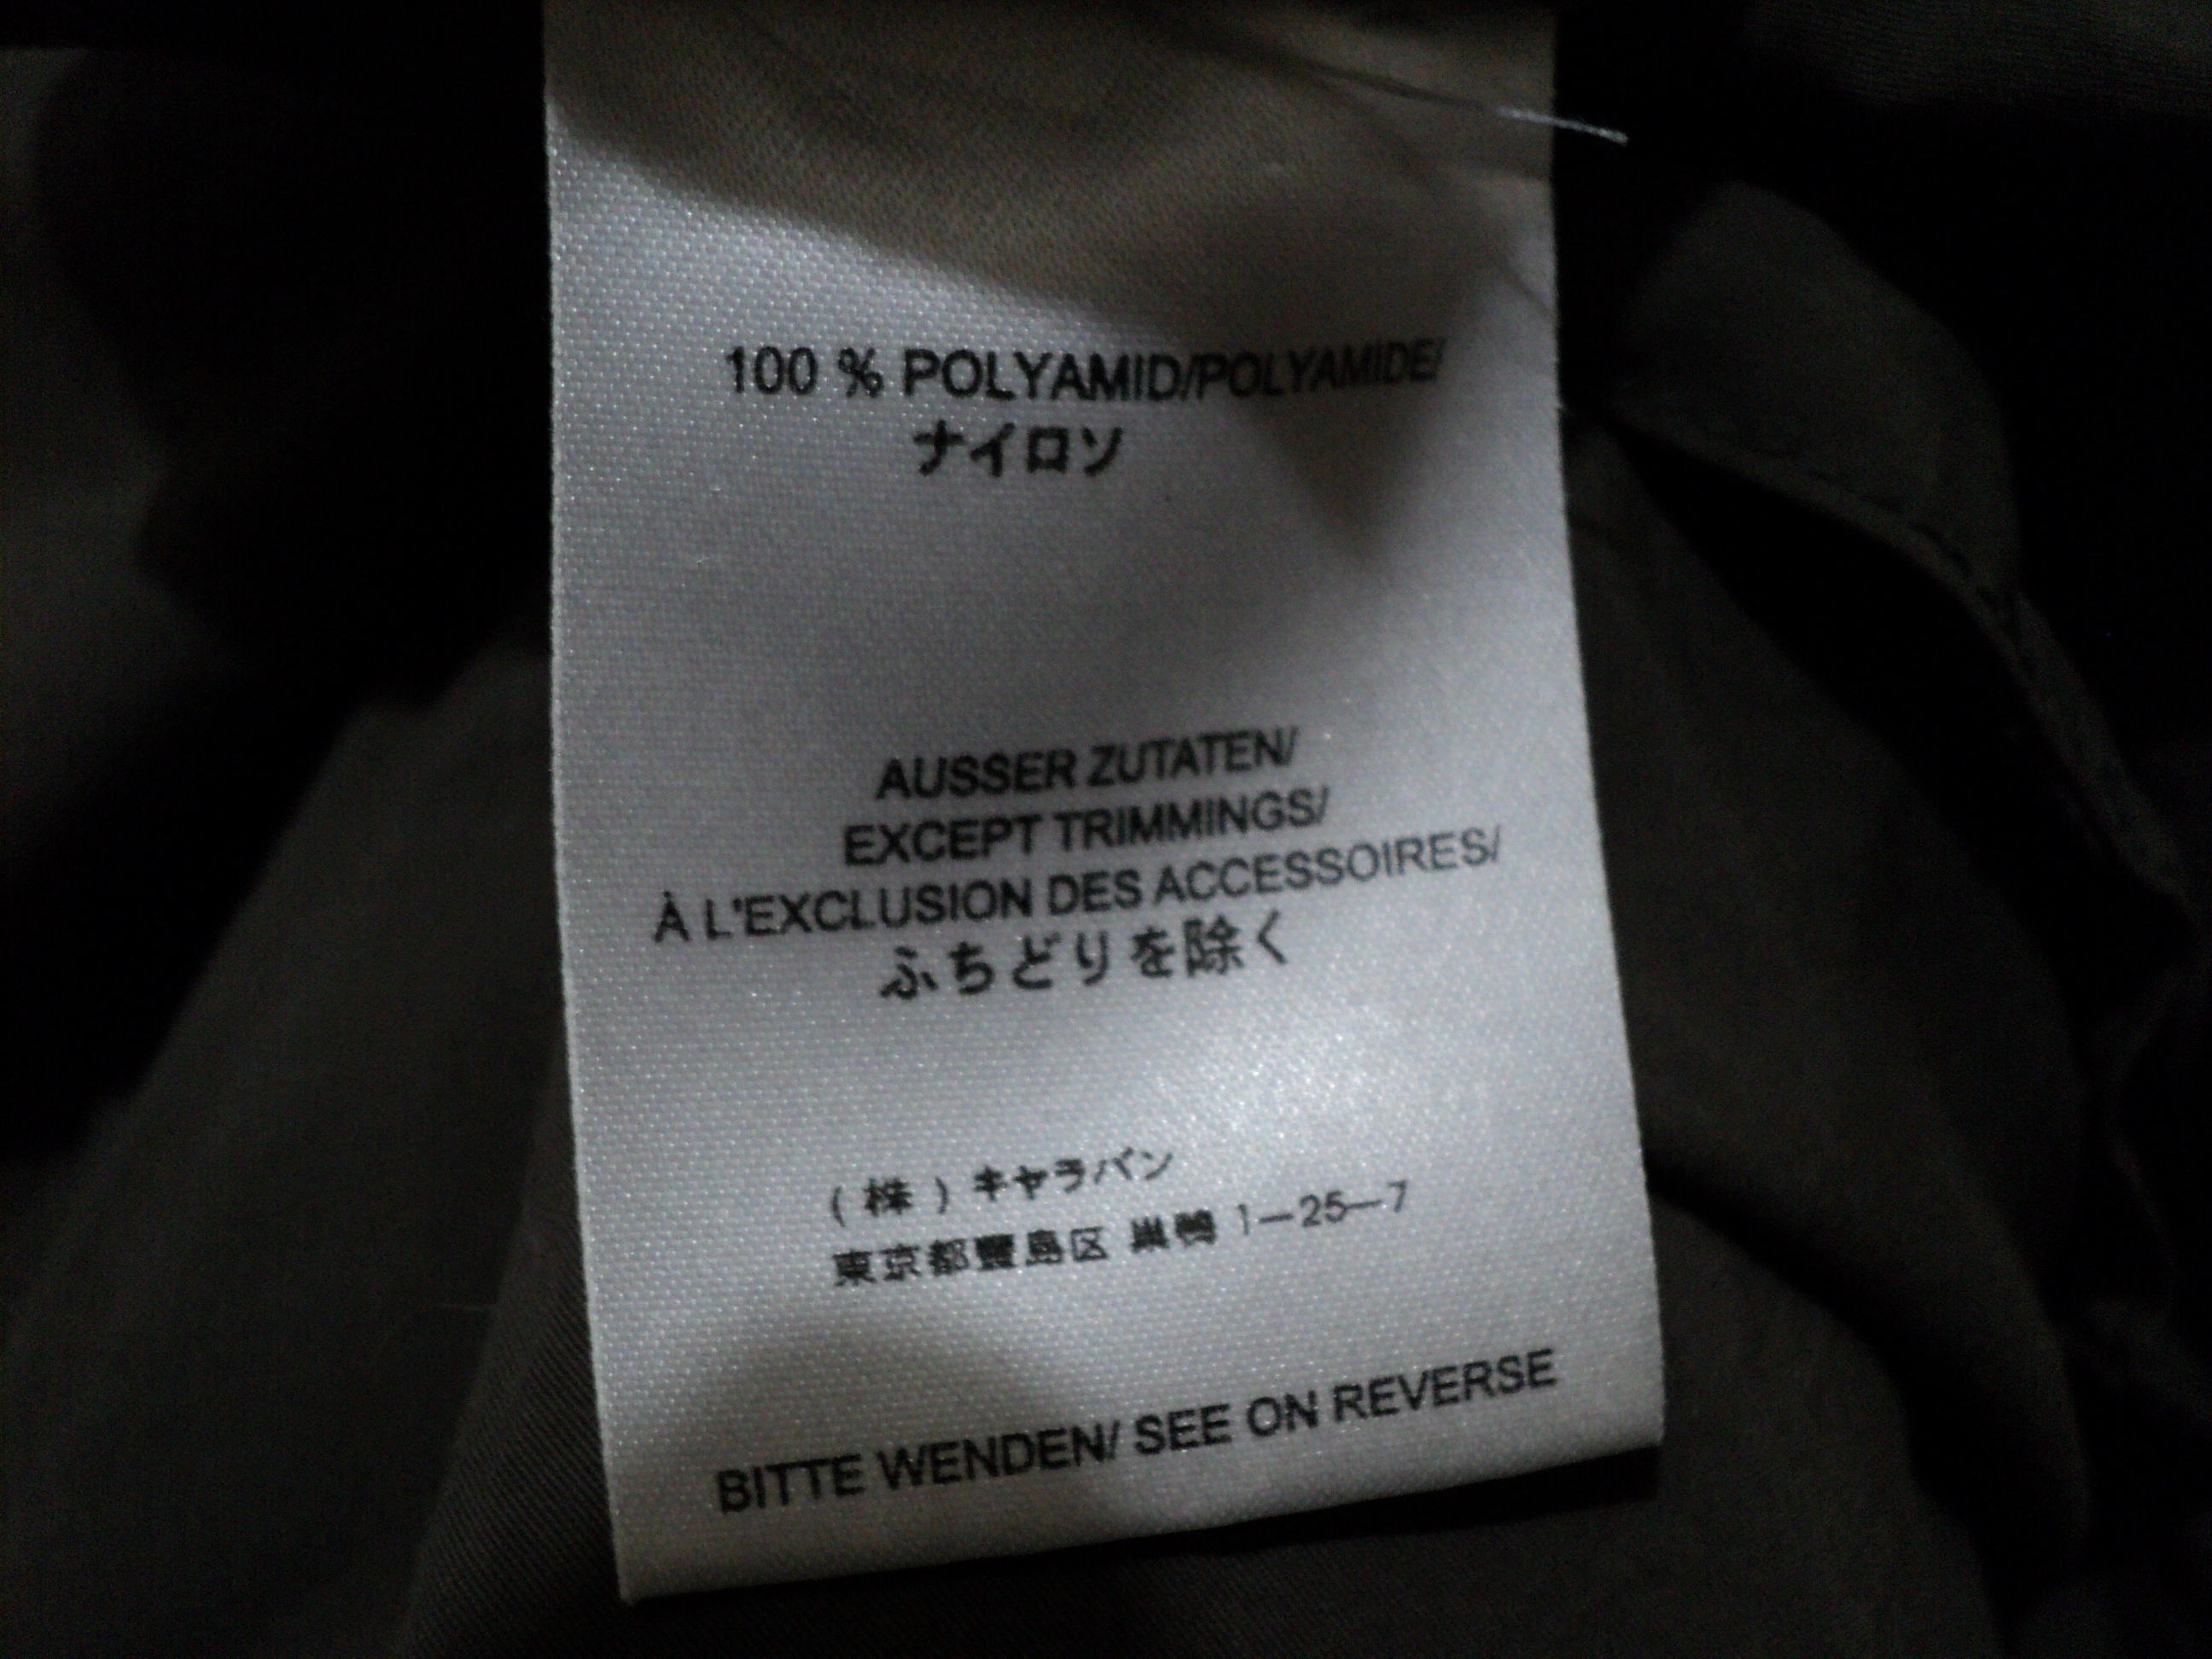 100 % POLYAMID/POLYAMIDE/
ナイロソ
AUSSER ZUTATEN/
EXCEPT TRIMMINGS/
À L'EXCLUSION DES ACCESSOIRES/
ふちどりを除く
(株)キャラバン
東京都豐島区 巣鴨 1-25-7
BITTE WENDEN/ SEE ON REVERSE